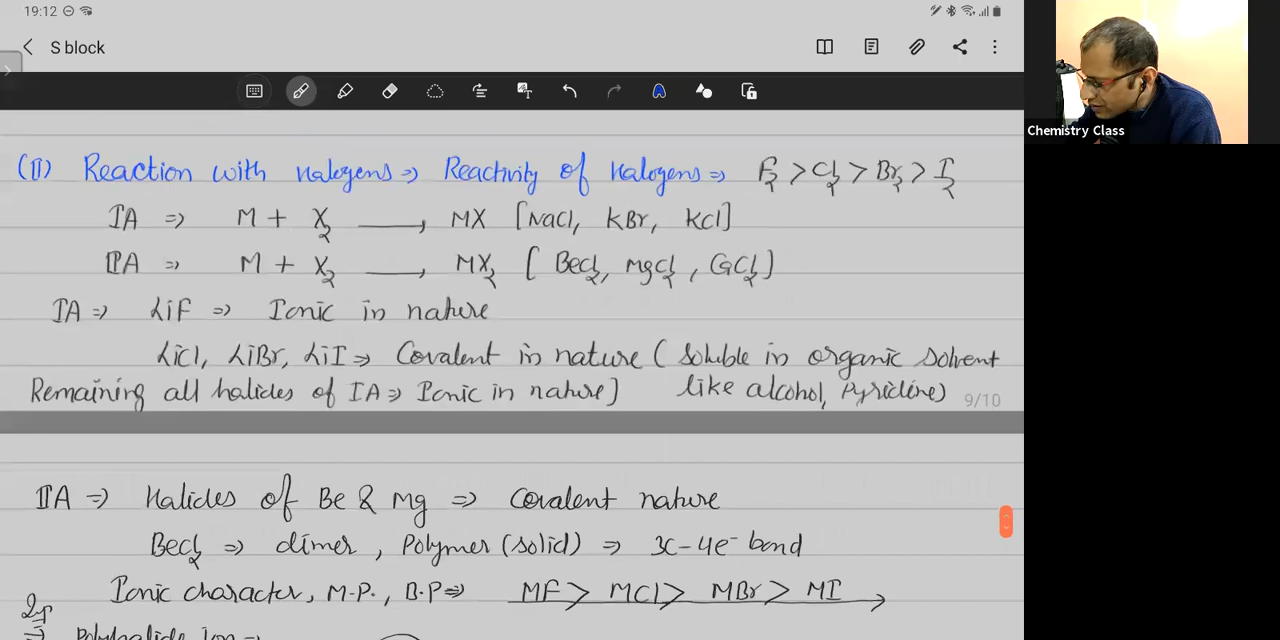 19:12
S block
Chemistry Class
(II) Reaction with halogens ⇒ Reactivity of halogens ⇒ F₂ > Cl₂ > Br₂ > I₂
IA ⇒ M + X₂ ⟶ MX [NaCl, KBr, KCl]
IIA ⇒ M + X₂ ⟶ MX₂ [BeCl₂, MgCl₂, CaCl₂]
IA ⇒ LiF ⇒ Ionic in nature
LiCl, LiBr, LiI ⇒ Covalent in nature ( Soluble in organic solvent
Remaining all halides of IA ⇒ Ionic in nature] like alcohol, Pyridine)
9/10
IIA ⇒ Halides of Be & Mg ⇒ Covalent nature
BeCl₂ ⇒ dimer, Polymer (solid) ⇒ 3C-4e⁻ bond
Ionic character, M.P., B.P ⇒ MF > MCl > MBr > MI
Imp
⇒ Polyhalide Ion ⇒